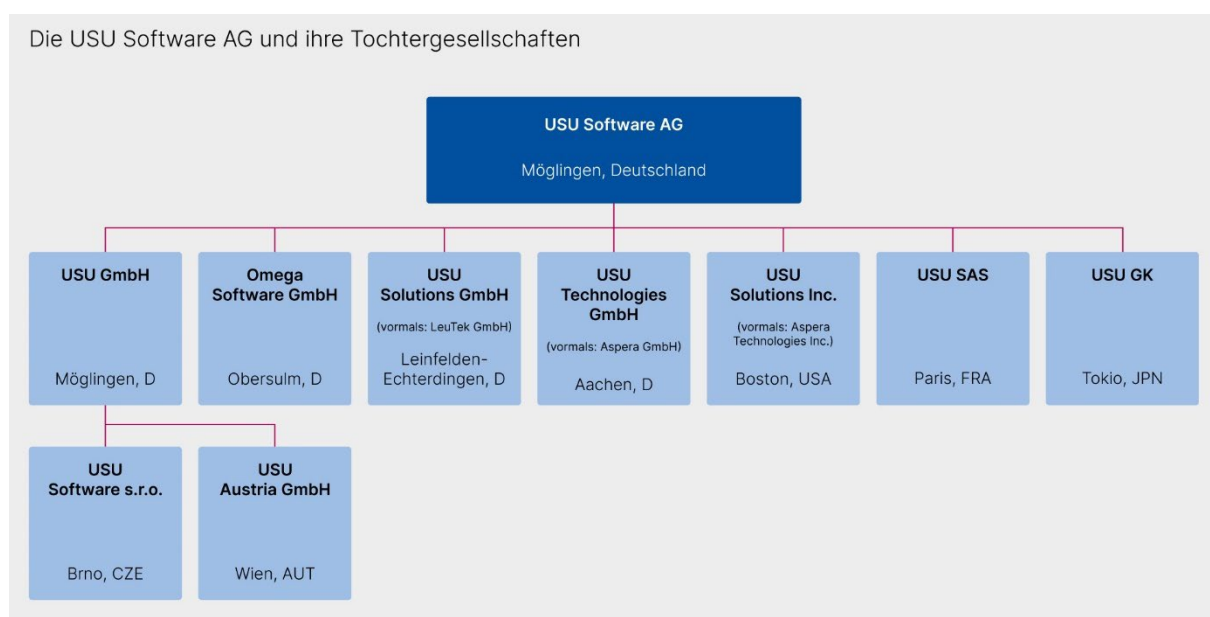 Die USU Software AG und ihre Tochtergesellschaften
USU Software AG
Möglingen, Deutschland
USU GmbH
Möglingen, D
Omega
Software GmbH
Obersulm, D
USU
Solutions GmbH
(vormals: LeuTek GmbH)
Leinfelden-
Echterdingen, D
USU
Technologies
GmbH
(vormals: Aspera GmbH)
Aachen, D
USU
Solutions Inc.
(vormals: Aspera
Technologies Inc.)
Boston, USA
USU SAS
Paris, FRA
USU GK
Tokio, JPN
USU
Software s.r.o.
Brno, CZE
USU
Austria GmbH
Wien, AUT